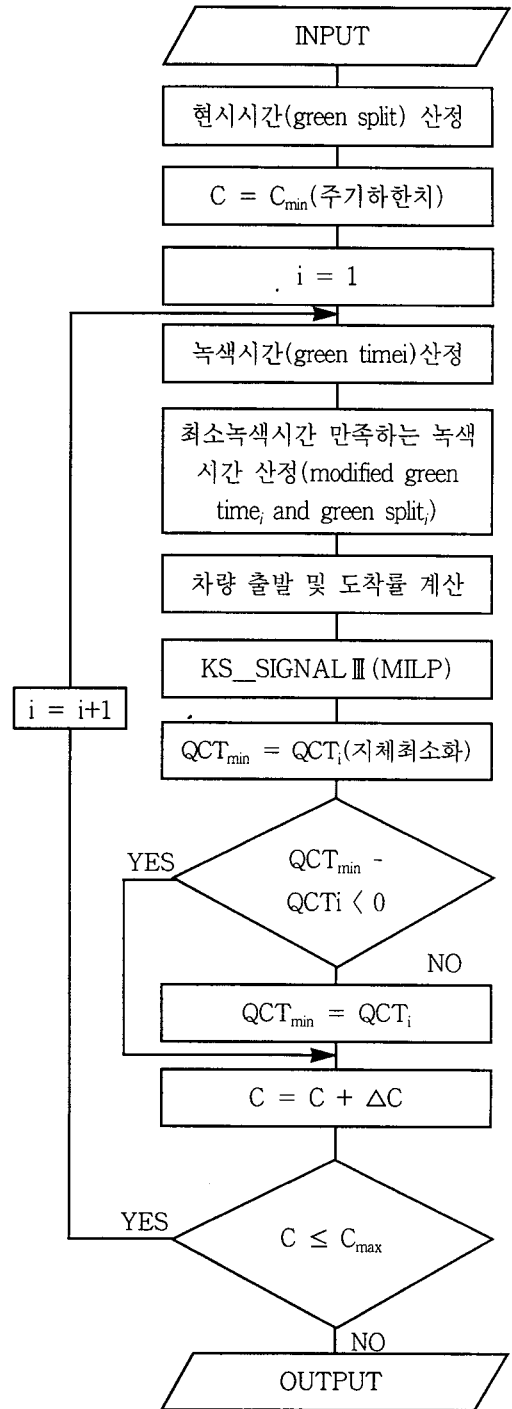 INPUT
현시시간(green split) 산정
C = Cmin(주기하한치)
i = 1
녹색시간(green timei)산정
최소녹색시간 만족하는 녹색
시간 산정(modified green
timei and green spliti)
차량 출발 및 도착률 계산
KS__SIGNALⅢ(MILP)
i = i+1
QCTmin = QCTi(지체최소화)
YES
QCTmin -
QCTi < 0
NO
QCTmin = QCTi
C = C + △C
YES
C ≤ Cmax
NO
OUTPUT